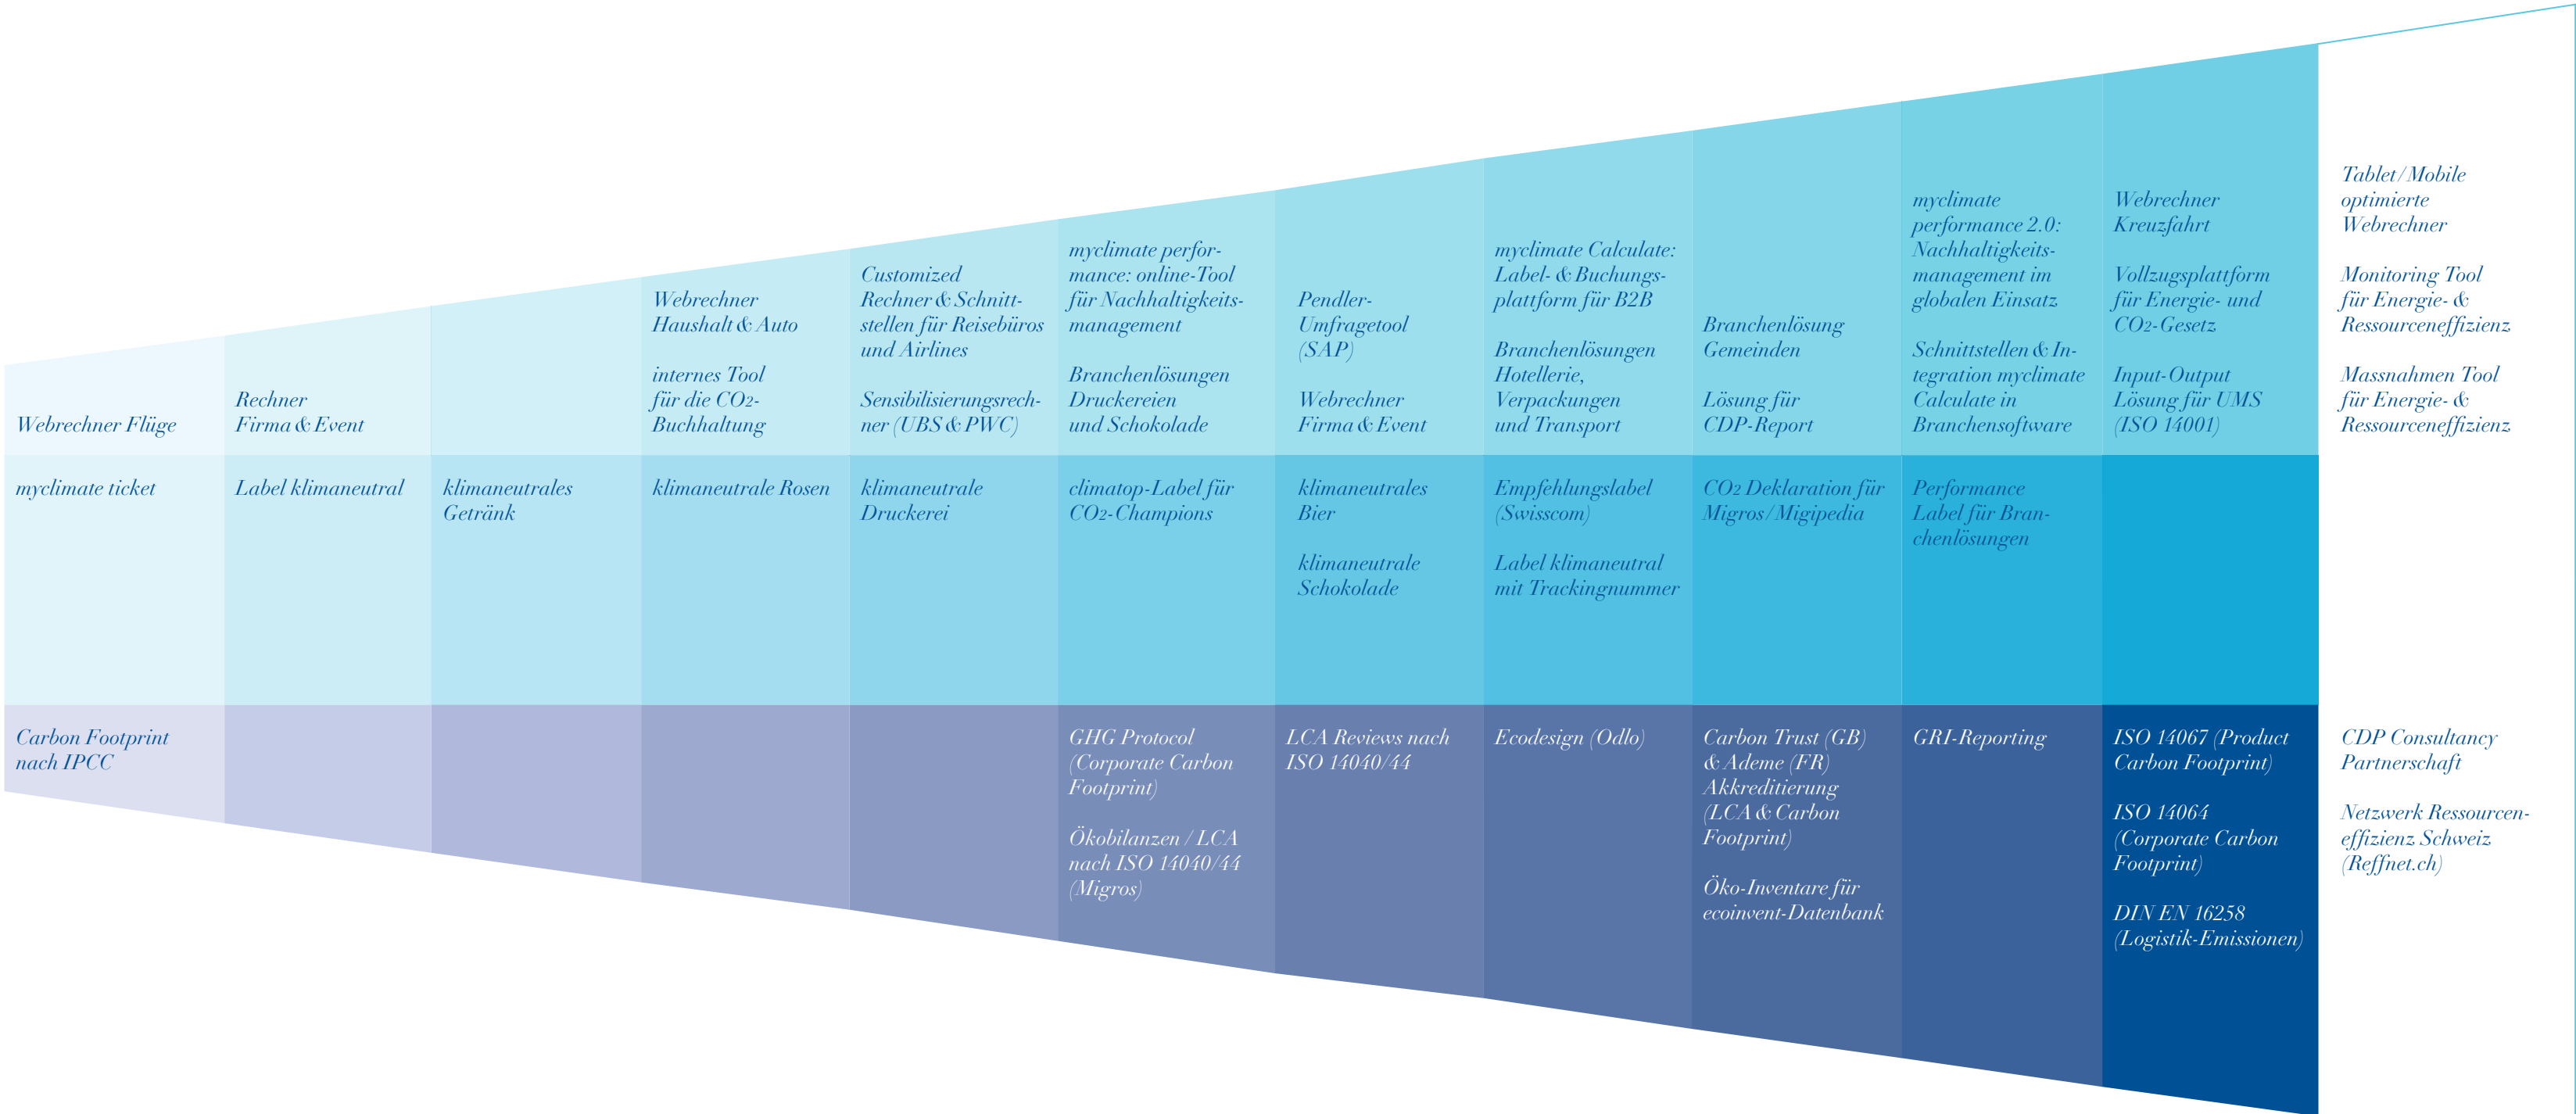 Webrechner Flüge
Rechner
Firma & Event
Webrechner
Haushalt & Auto
internes Tool
für die CO2-
Buchhaltung
Customized
Rechner & Schnitt-
stellen für Reisebüros
und Airlines
Sensibilisierungsrech-
ner (UBS & PWC)
myclimate perfor-
mance: online-Tool
für Nachhaltigkeits-
management
Branchenlösungen
Druckereien
und Schokolade
Pendler-
Umfragetool
(SAP)
Webrechner
Firma & Event
myclimate Calculate:
Label- & Buchungs-
plattform für B2B
Branchenlösungen
Hotellerie,
Verpackungen
und Transport
Branchenlösung
Gemeinden
Lösung für
CDP-Report
myclimate
performance 2.0:
Nachhaltigkeits-
management im
globalen Einsatz
Schnittstellen & In-
tegration myclimate
Calculate in
Branchensoftware
Webrechner
Kreuzfahrt
Vollzugsplattform
für Energie- und
CO2-Gesetz
Input-Output
Lösung für UMS
(ISO 14001)
Tablet/Mobile
optimierte
Webrechner
Monitoring Tool
für Energie- &
Ressourceneffizienz
Massnahmen Tool
für Energie- &
Ressourceneffizienz
myclimate ticket
Label klimaneutral
klimaneutrales
Getränk
klimaneutrale Rosen
klimaneutrale
Druckerei
climatop-Label für
CO2-Champions
klimaneutrales
Bier
klimaneutrale
Schokolade
Empfehlungslabel
(Swisscom)
Label klimaneutral
mit Trackingnummer
CO2 Deklaration für
Migros/Migipedia
Performance
Label für Bran-
chenlösungen
Carbon Footprint
nach IPCC
GHG Protocol
(Corporate Carbon
Footprint)
Ökobilanzen / LCA
nach ISO 14040/44
(Migros)
LCA Reviews nach
ISO 14040/44
Ecodesign (Odlo)
Carbon Trust (GB)
& Ademe (FR)
Akkreditierung
(LCA & Carbon
Footprint)
Öko-Inventare für
ecoinvent-Datenbank
GRI-Reporting
ISO 14067 (Product
Carbon Footprint)
ISO 14064
(Corporate Carbon
Footprint)
DIN EN 16258
(Logistik-Emissionen)
CDP Consultancy
Partnerschaft
Netzwerk Ressourcen-
effizienz Schweiz
(Reffnet.ch)